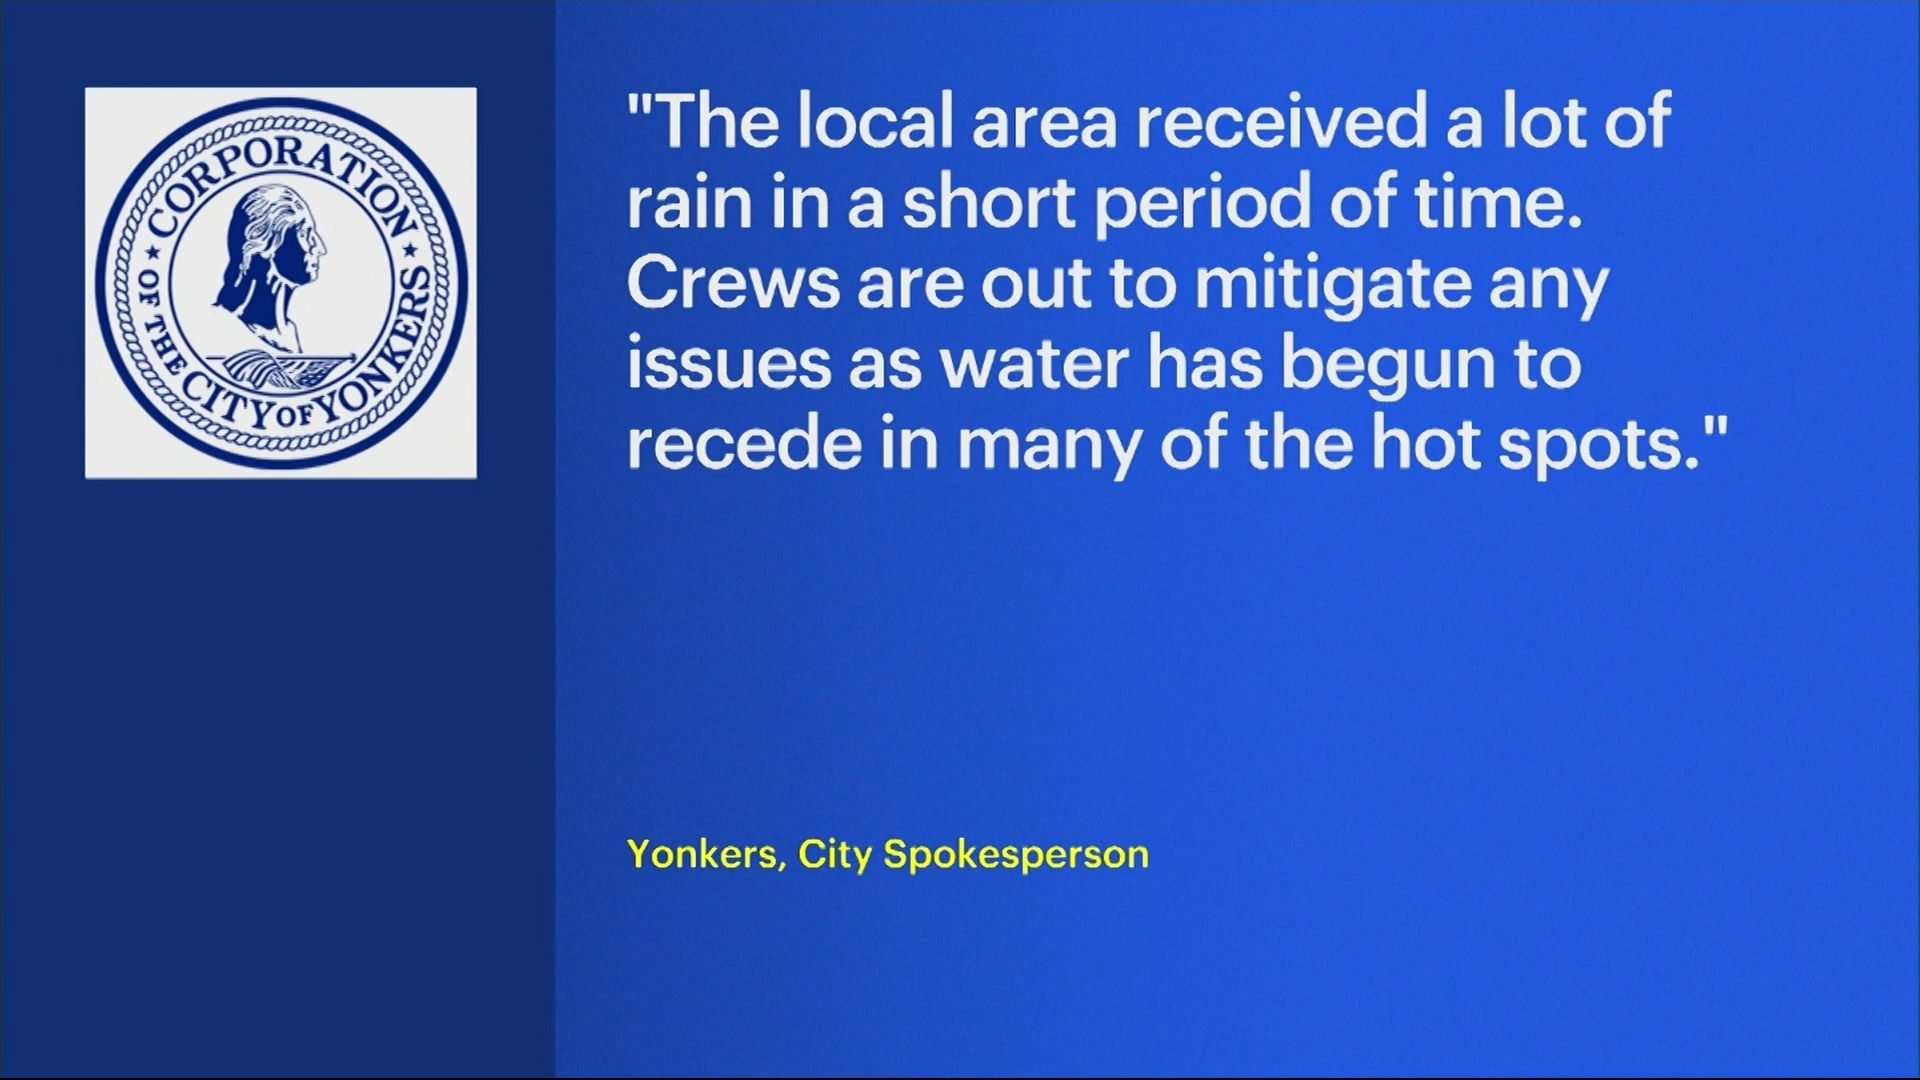 ★ CORPORATION ★
OF THE CITY OF YONKERS
"The local area received a lot of
rain in a short period of time.
Crews are out to mitigate any
issues as water has begun to
recede in many of the hot spots."
Yonkers, City Spokesperson